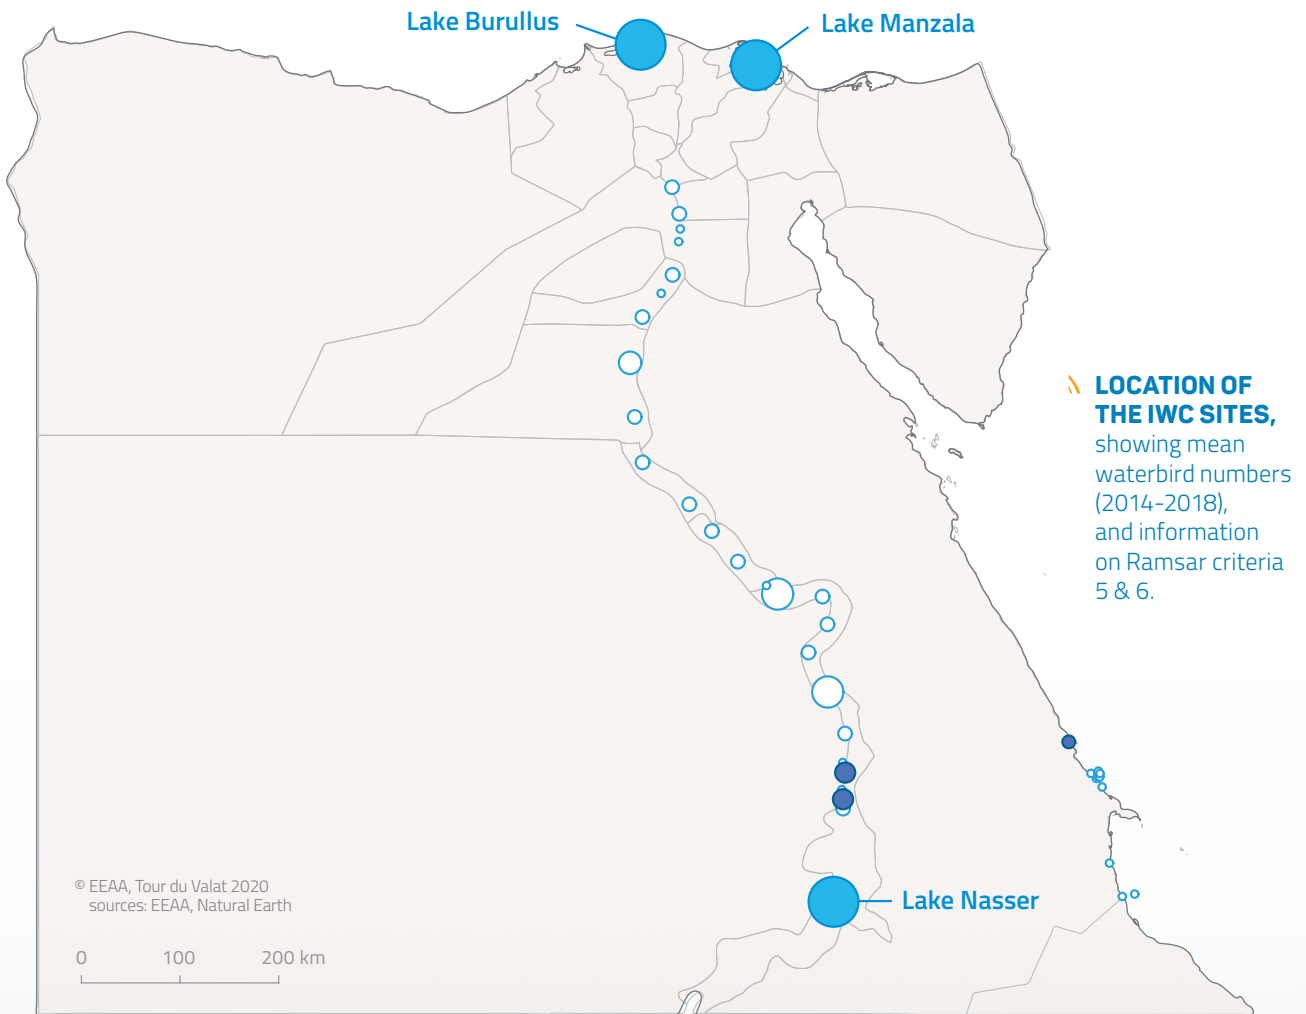 Lake Burullus
Lake Manzala
LOCATION OF
THE IWC SITES,
showing mean
waterbird numbers
(2014-2018),
and information
on Ramsar criteria
5 & 6.
© EEAA, Tour du Valat 2020
sources: EEAA, Natural Earth
Lake Nasser
0 100 200 km